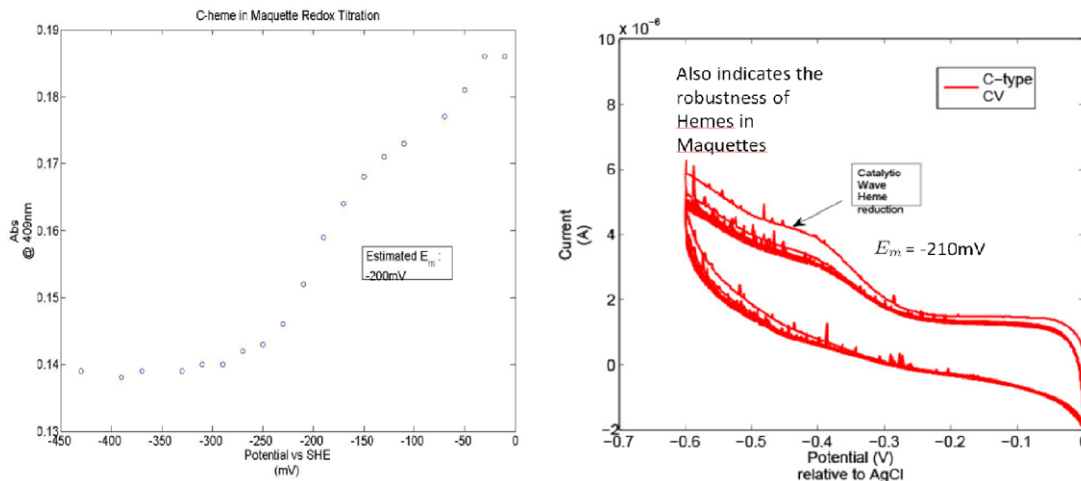 C-heme in Maquette Redox Titration
0.19
0.18
0.17
0.16
0.15
0.14
0.13
Abs
@ 409nm
Estimated Em :
-200mV
-450 -400 -350 -300 -250 -200 -150 -100 -50 0
Potential vs SHE
(mV)
x 10⁻⁶
10
8
6
4
2
0
-2
Current
(A)
Also indicates the
robustness of
Hemes in
Maquettes
C-type
CV
Catalytic
Wave
Heme
reduction
Em = -210mV
-0.7 -0.6 -0.5 -0.4 -0.3 -0.2 -0.1 0
Potential (V)
relative to AgCl